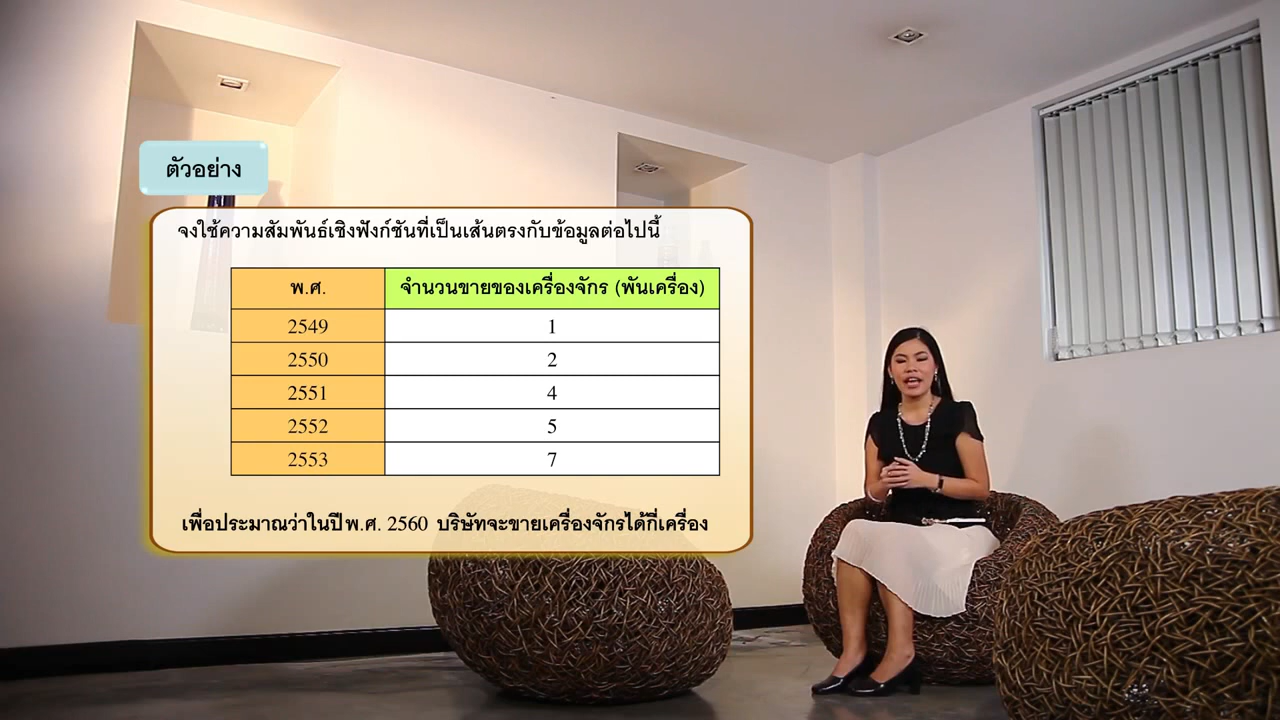 ตัวอย่าง
จงใช้ความสัมพันธ์เชิงฟังก์ชันที่เป็นเส้นตรงกับข้อมูลต่อไปนี้
พ.ศ. จำนวนขายของเครื่องจักร (พันเครื่อง)
2549 1
2550 2
2551 4
2552 5
2553 7
เพื่อประมาณว่าในปีพ.ศ. 2560 บริษัทจะขายเครื่องจักรได้กี่เครื่อง